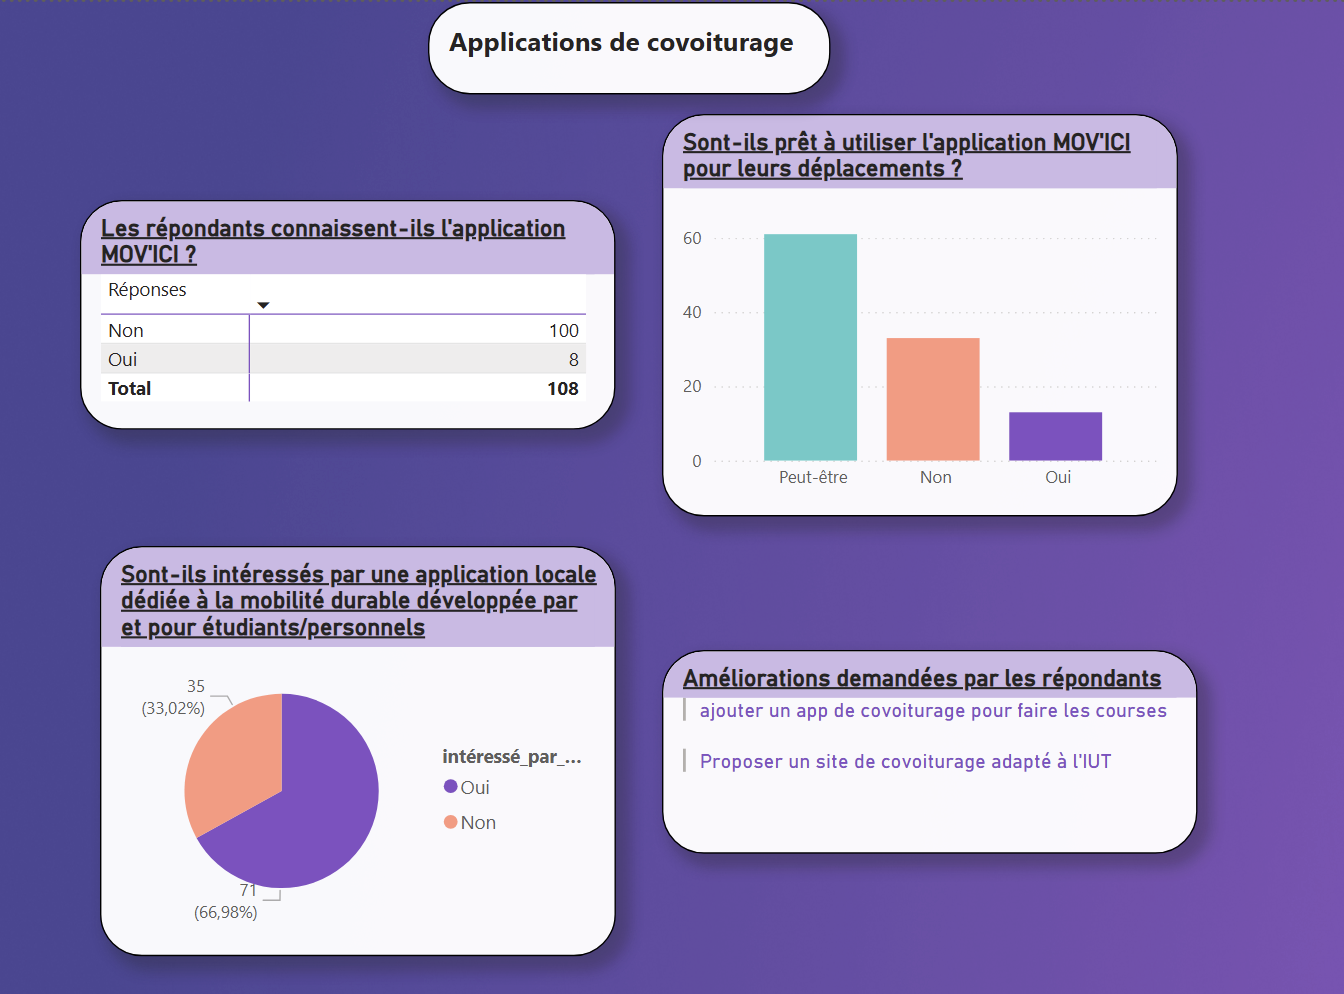 Applications de covoiturage
Sont-ils prêt à utiliser l'application MOV'ICI
pour leurs déplacements ?
60
40
20
0
Peut-être Non Oui
Les répondants connaissent-ils l'application
MOV'ICI ?
Réponses
Non 100
Oui 8
Total 108
Sont-ils intéressés par une application locale
dédiée à la mobilité durable développée par
et pour étudiants/personnels
35
(33,02%)
71
(66,98%)
intéressé_par_...
Oui
Non
Améliorations demandées par les répondants
ajouter un app de covoiturage pour faire les courses
Proposer un site de covoiturage adapté à l'IUT